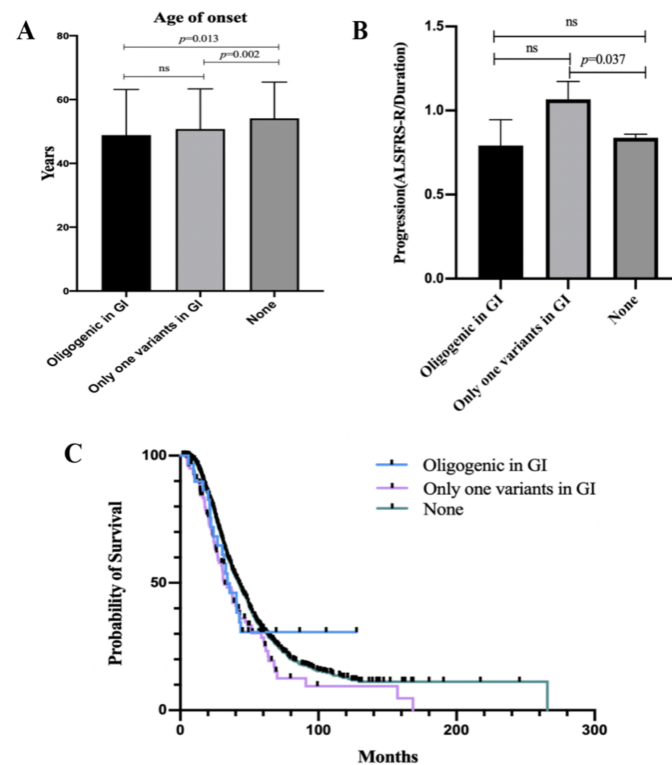 A
Age of onset
p=0.013
p=0.002
ns
80
60
40
20
0
Years
Oligogenic in GI
Only one variants in GI
None
B
ns
ns
p=0.037
1.5
1.0
0.5
0.0
Progression(ALSFRS-R/Duration)
Oligogenic in GI
Only one variants in GI
None
C
Oligogenic in GI
Only one variants in GI
None
100
50
0
Probability of Survival
0 100 200 300
Months